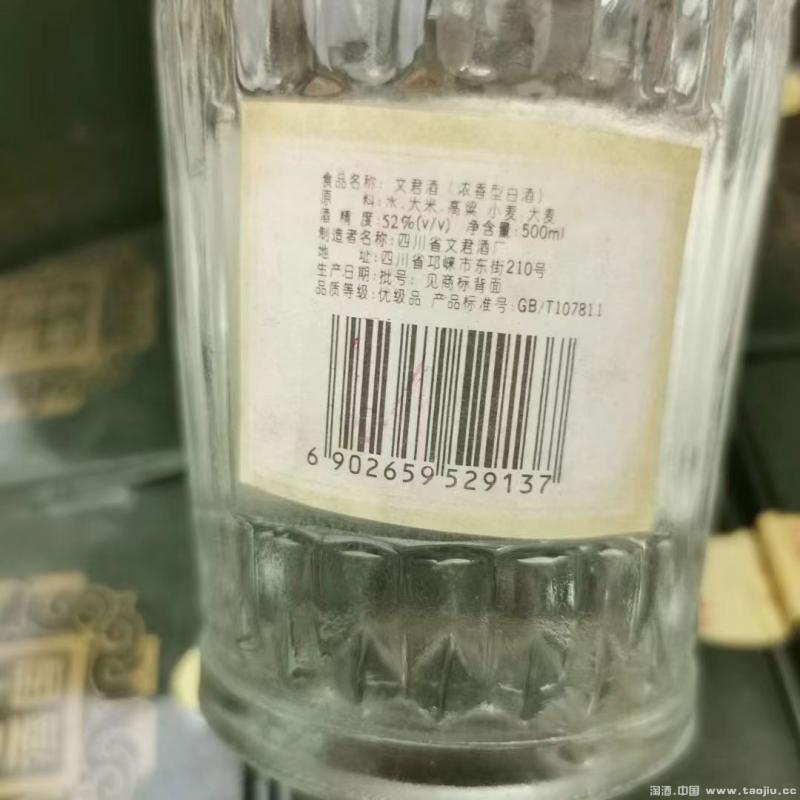 食品名称: 文君酒(浓香型白酒)
原 料:水.大米.高粱 小麦.大麦
酒 精 度:52%(v/v) 净含量:500ml
制造者名称:四川省文君酒厂
地 址:四川省邛崃市东街210号
生产日期:批号: 见商标背面
品质等级:优级品 产品标准号:GB/T10781.1
6 902659 529137
淘酒.中国 www.taojiu.cc